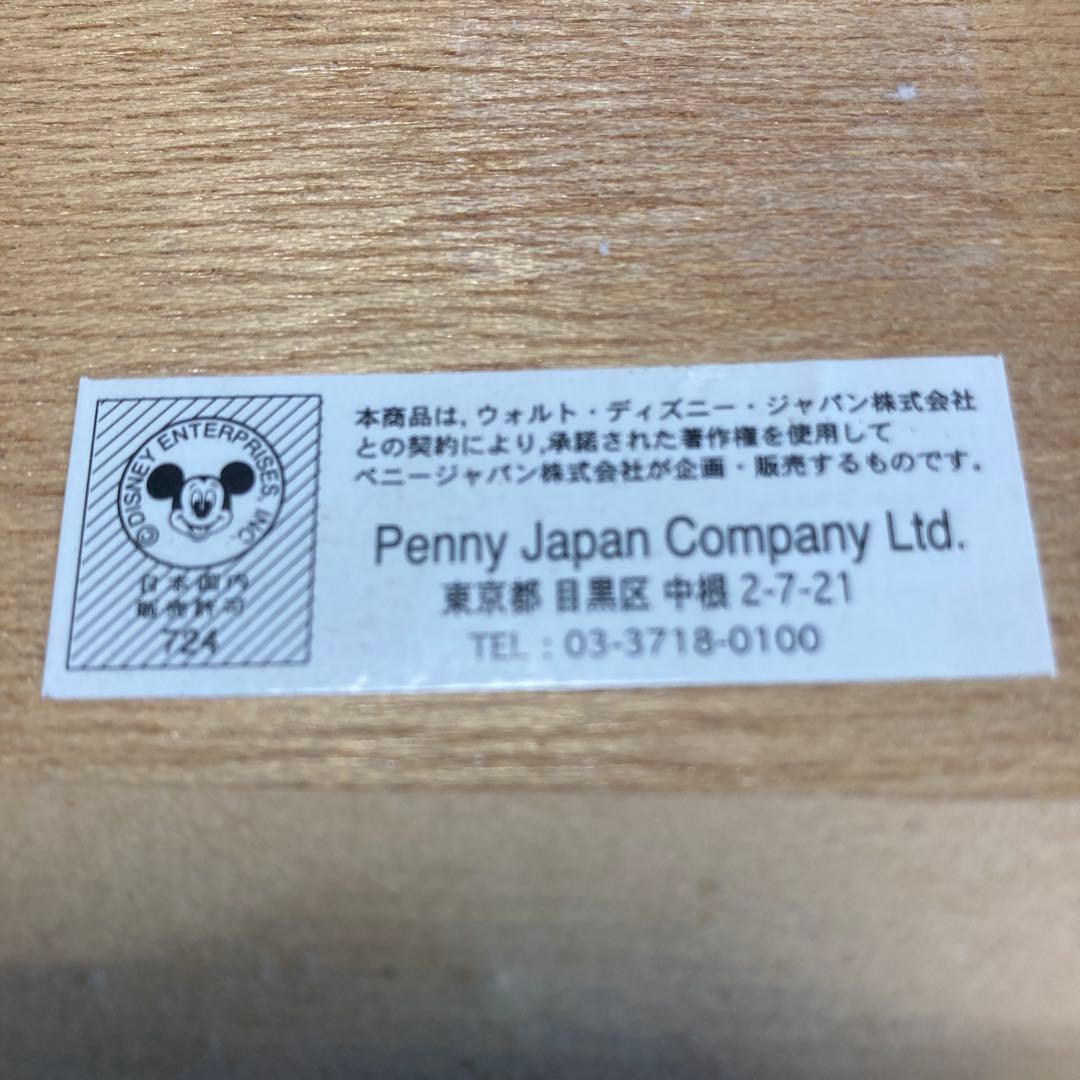 ©DISNEY ENTERPRISES, INC
日本国内
販売許可
724
本商品は,ウォルト・ディズニー・ジャパン株式会社
との契約により,承諾された著作権を使用して
ペニージャパン株式会社が企画・販売するものです。
Penny Japan Company Ltd.
東京都 目黒区 中根 2-7-21
TEL : 03-3718-0100